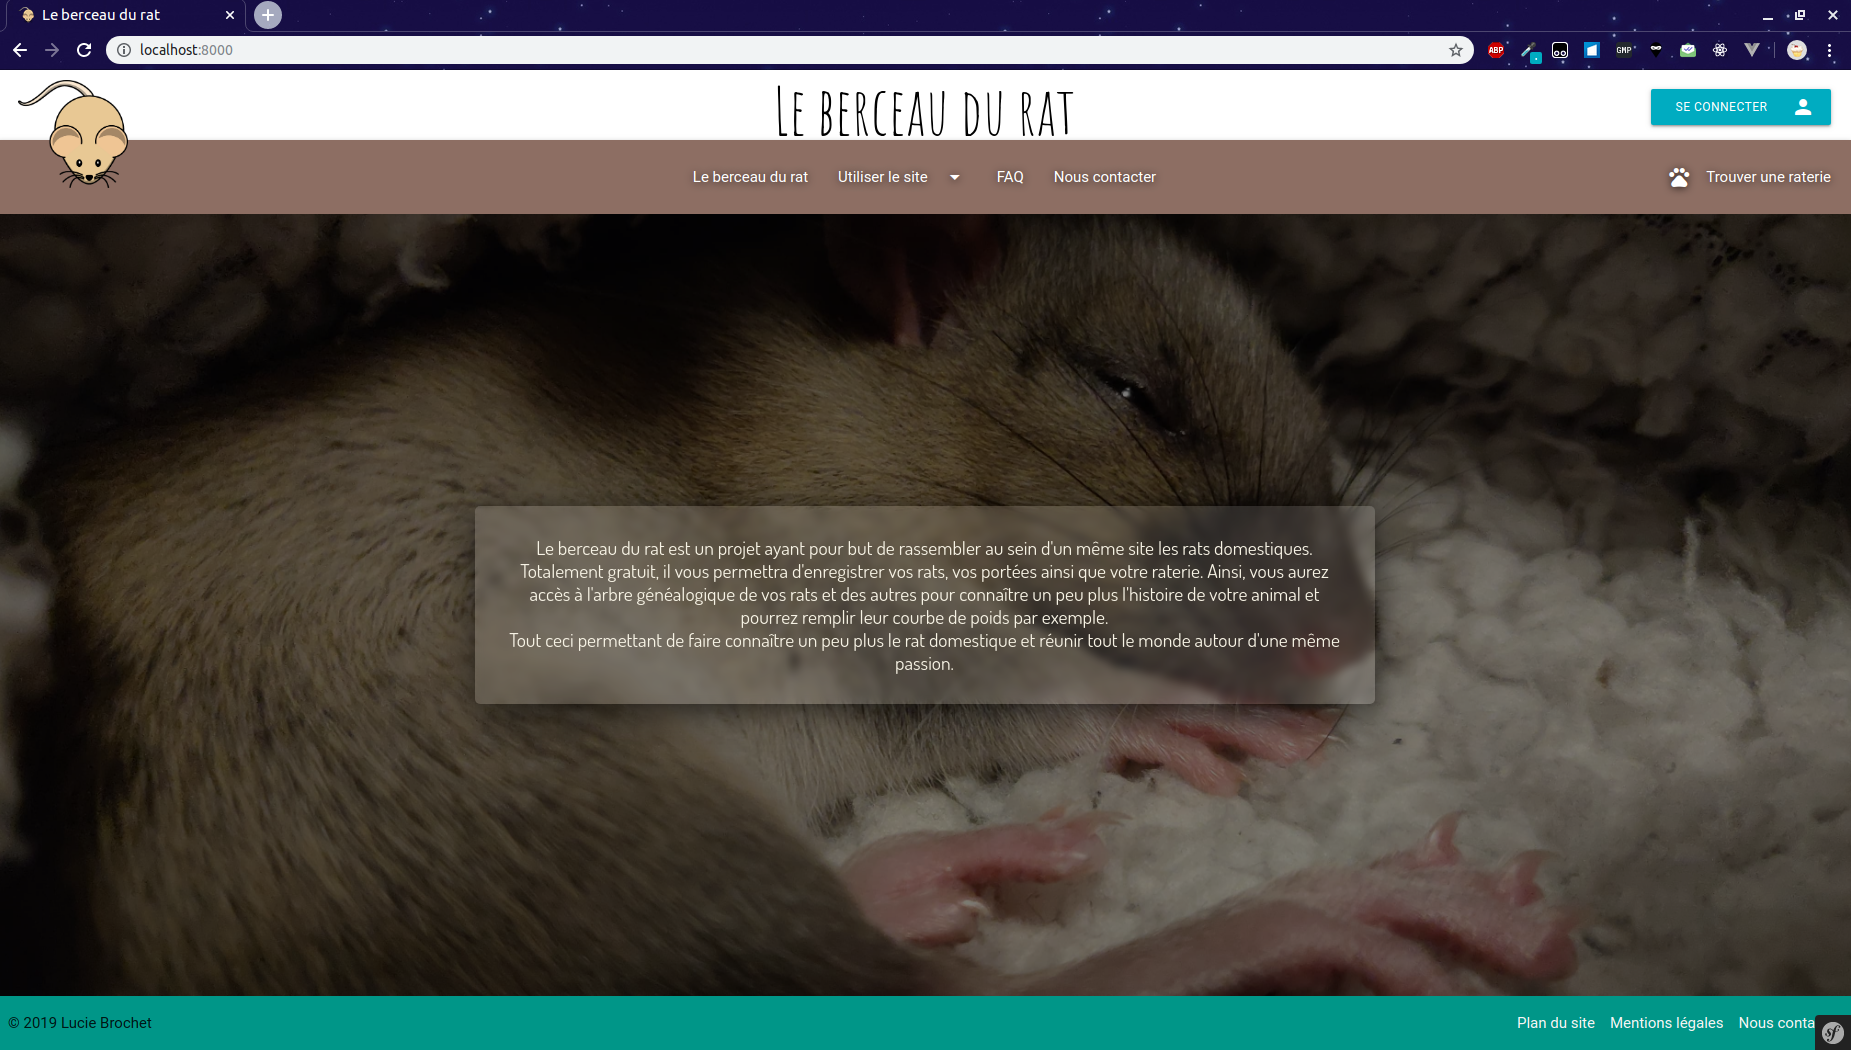 Le berceau du rat
localhost:8000
ABP
GMP
Le berceau du rat
SE CONNECTER
Le berceau du rat
Utiliser le site
FAQ
Nous contacter
Trouver une raterie
Le berceau du rat est un projet ayant pour but de rassembler au sein d'un même site les rats domestiques.
Totalement gratuit, il vous permettra d'enregistrer vos rats, vos portées ainsi que votre raterie. Ainsi, vous aurez
accès à l'arbre généalogique de vos rats et des autres pour connaître un peu plus l'histoire de votre animal et
pourrez remplir leur courbe de poids par exemple.
Tout ceci permettant de faire connaître un peu plus le rat domestique et réunir tout le monde autour d'une même
passion.
© 2019 Lucie Brochet
Plan du site
Mentions légales
Nous conta
sf